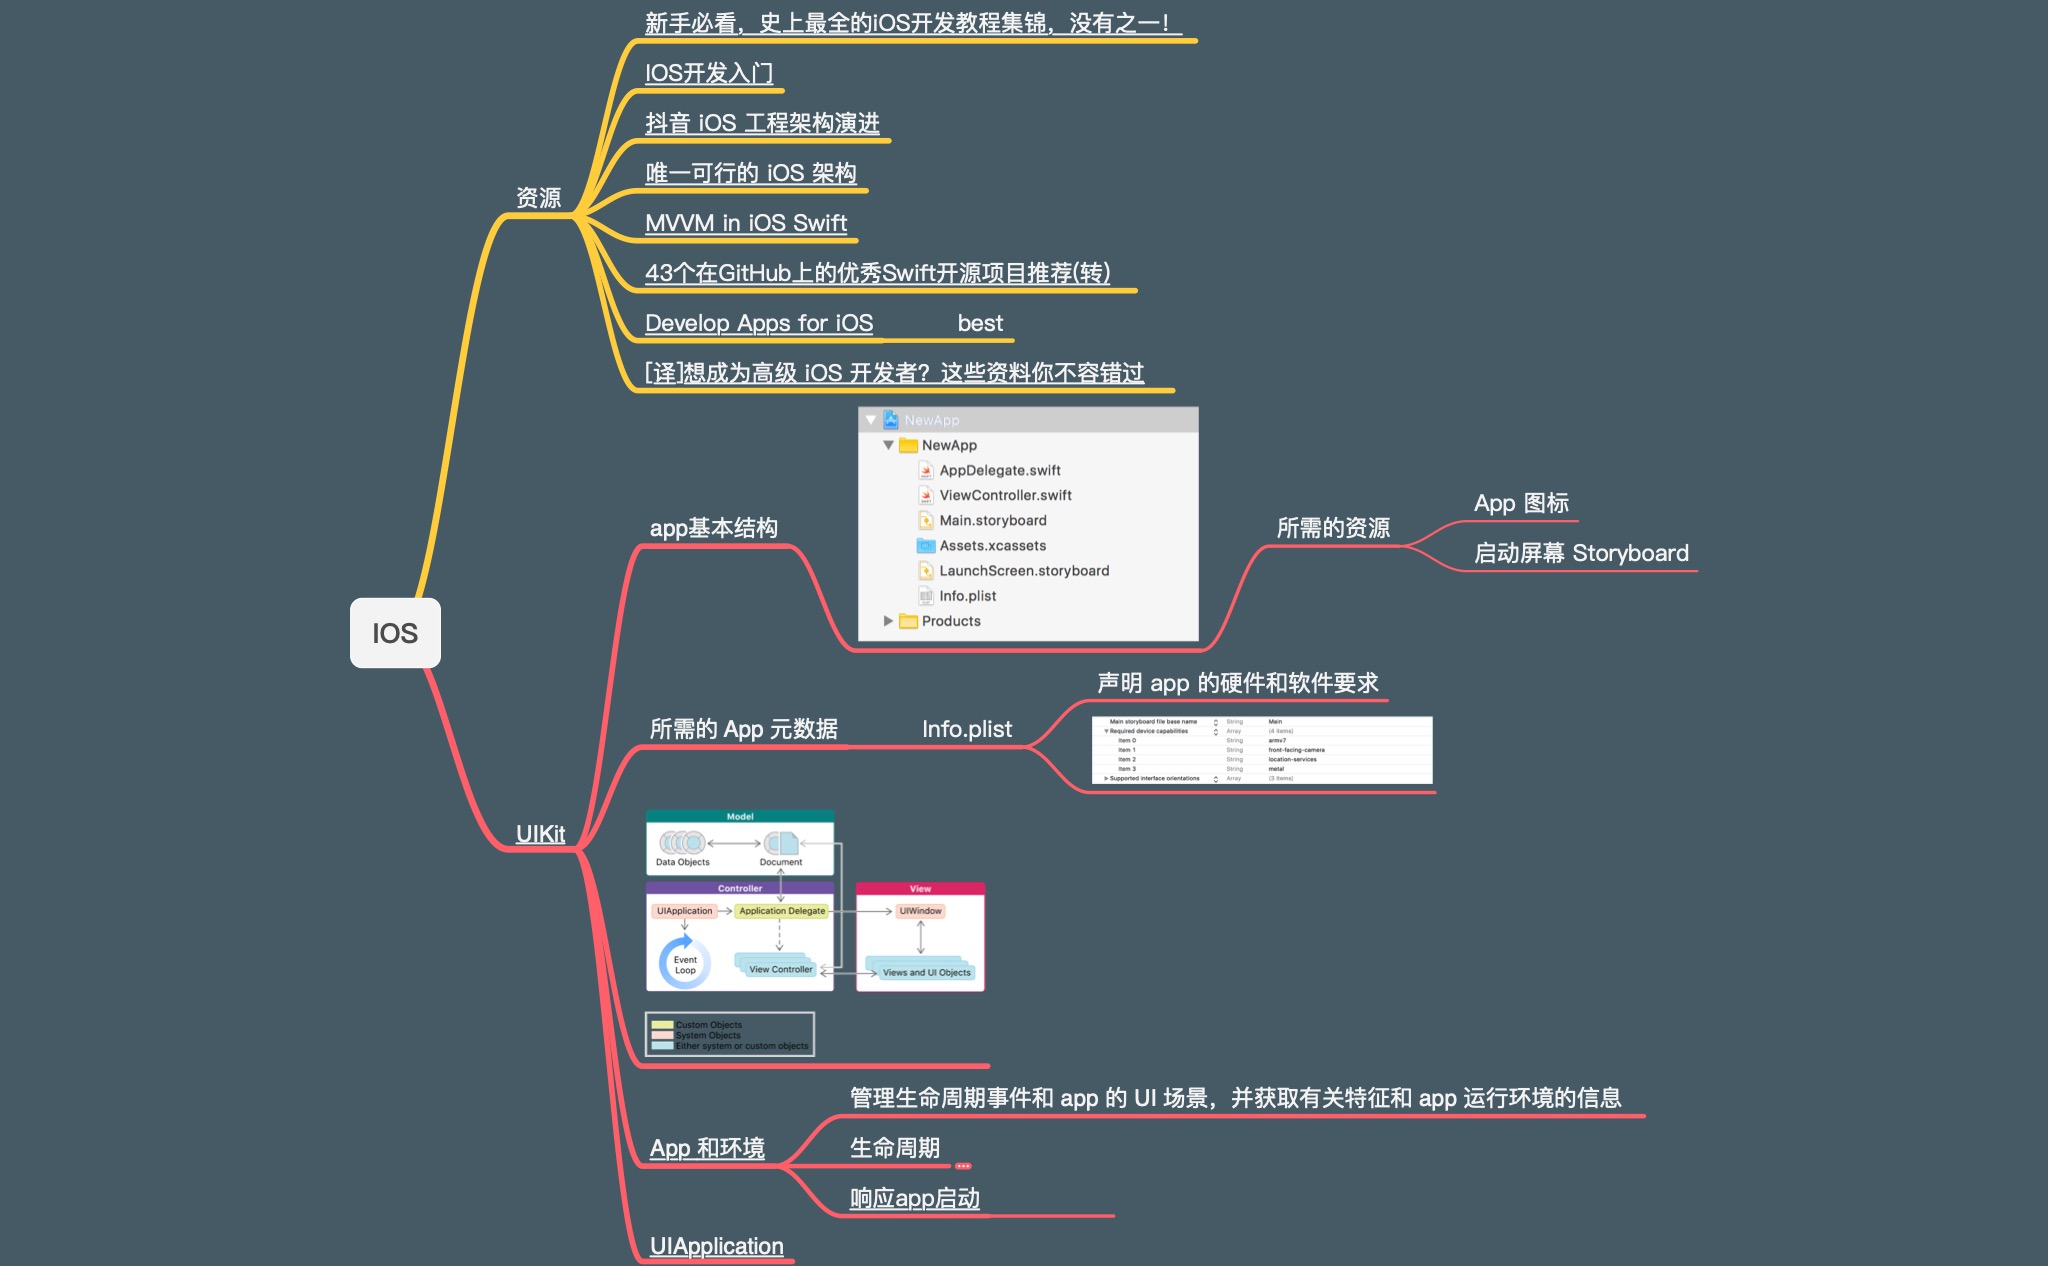 新手必看，史上最全的iOS开发教程集锦，没有之一！
IOS开发入门
抖音 iOS 工程架构演进
唯一可行的 iOS 架构
资源
MVVM in iOS Swift
43个在GitHub上的优秀Swift开源项目推荐(转)
Develop Apps for iOS best
[译]想成为高级 iOS 开发者？这些资料你不容错过
NewApp
NewApp
AppDelegate.swift
ViewController.swift
Main.storyboard
Assets.xcassets
LaunchScreen.storyboard
Info.plist
Products
app基本结构
所需的资源
App 图标
启动屏幕 Storyboard
IOS
声明 app 的硬件和软件要求
所需的 App 元数据
Info.plist
Main storyboard file base name String Main
Required device capabilities Array (4 items)
Item 0 String armv7
Item 1 String front-facing-camera
Item 2 String location-services
Item 3 String metal
Supported interface orientations Array (3 items)
UIKit
Model
Data Objects
Document
Controller
UIApplication
Application Delegate
Event
Loop
View Controller
View
UIWindow
Views and UI Objects
Custom Objects
System Objects
Either system or custom objects
管理生命周期事件和 app 的 UI 场景，并获取有关特征和 app 运行环境的信息
App 和环境
生命周期
响应app启动
UIApplication